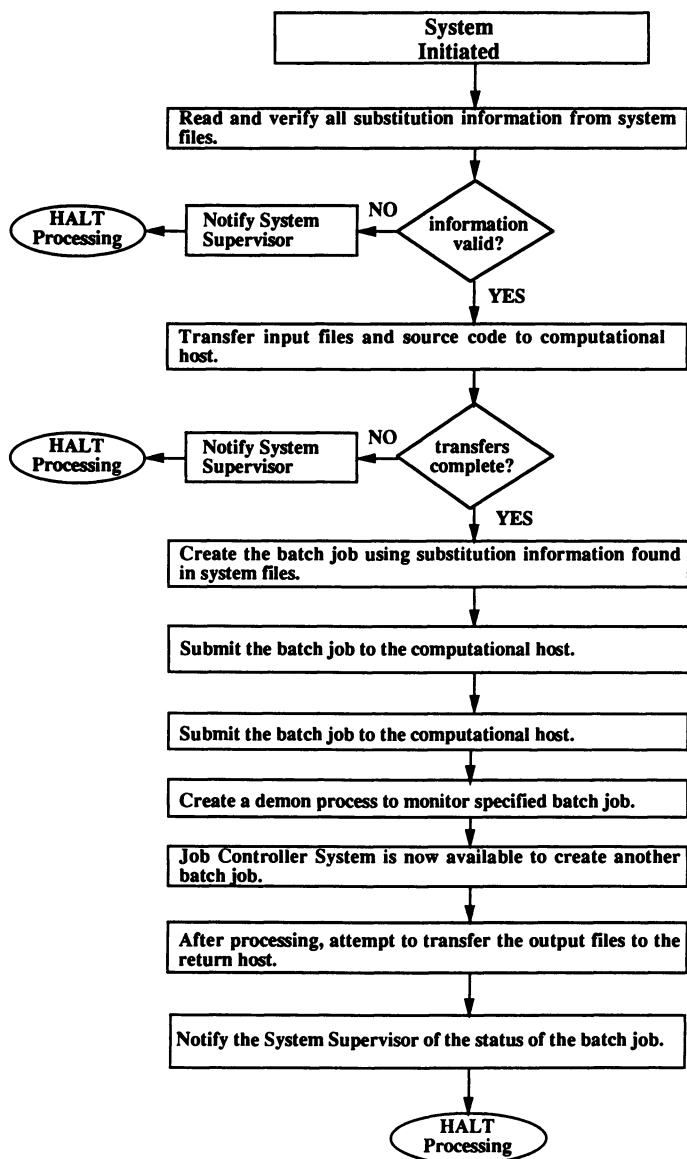 System
Initiated
Read and verify all substitution information from system
files.
HALT
Processing
Notify System
Supervisor
NO
information
valid?
YES
Transfer input files and source code to computational
host.
HALT
Processing
Notify System
Supervisor
NO
transfers
complete?
YES
Create the batch job using substitution information found
in system files.
Submit the batch job to the computational host.
Submit the batch job to the computational host.
Create a demon process to monitor specified batch job.
Job Controller System is now available to create another
batch job.
After processing, attempt to transfer the output files to the
return host.
Notify the System Supervisor of the status of the batch job.
HALT
Processing